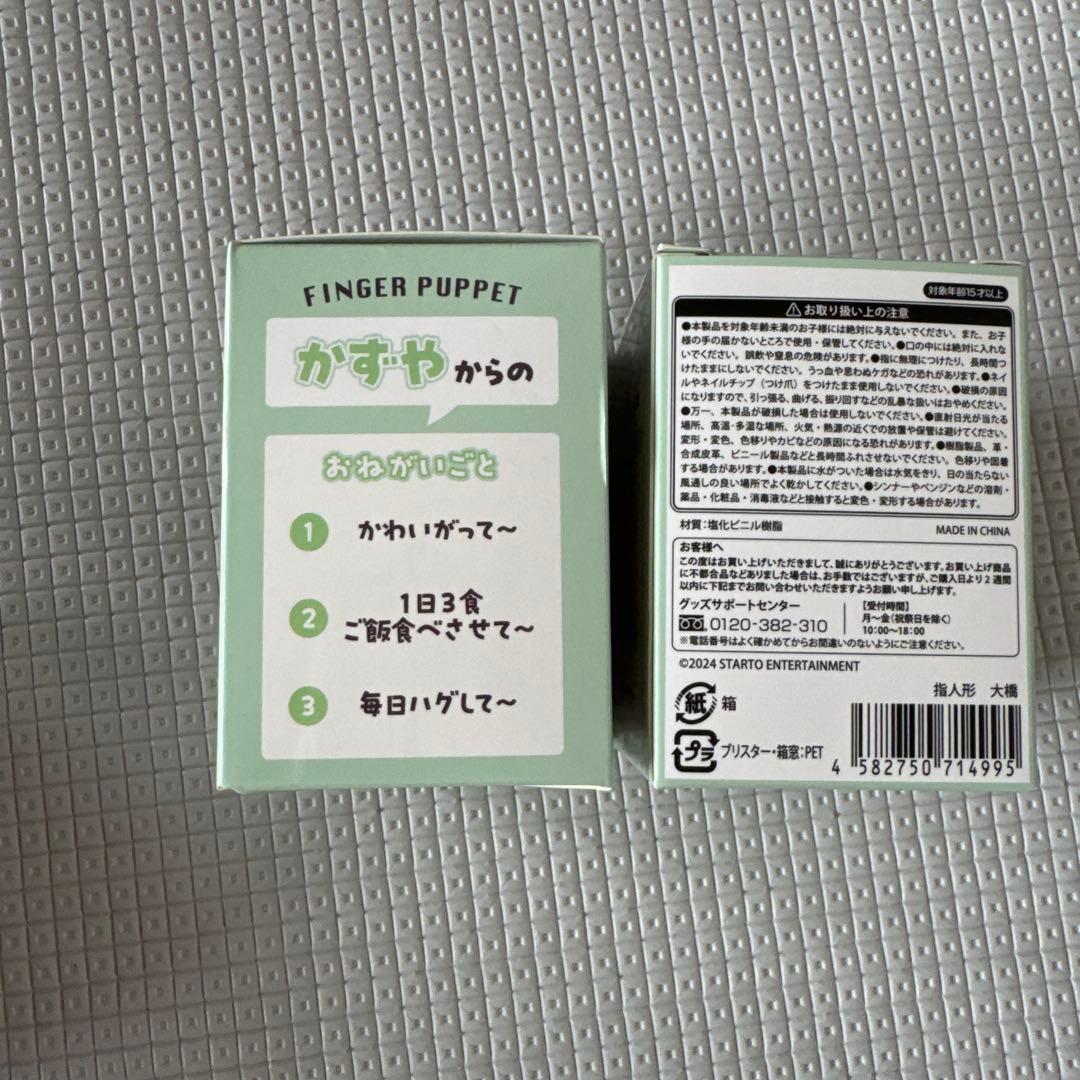 FINGER PUPPET
かずやからの
おねがいごと
1 かわいがって〜
2 1日3食
ご飯食べさせて〜
3 毎日ハグして〜
対象年齢15才以上
⚠お取り扱い上の注意
●本製品を対象年齢未満のお子様には絶対に与えないでください。また、お子
様の手の届かないところで使用・保管してください。●口の中には絶対に入れな
いでください。誤飲や窒息の危険があります。●指に無理につけたり、長時間つ
けたままにしないでください。うっ血や思わぬケガなどの恐れがあります。●ネイ
ルやネイルチップ（つけ爪）をつけたまま使用しないでください。●破損の原因
になりますので、引っ張る、曲げる、振り回すなどの乱暴な扱いはおやめください。
●万一、本製品が破損した場合は使用しないでください。●直射日光が当たる
場所、高温・多湿な場所、火気・熱源の近くでの放置や保管は避けてください。
変形・変色、色移りやカビなどの原因になる恐れがあります。●樹脂製品、革・
合成皮革、ビニール製品などと長時間ふれさせないでください。色移りや固着
する場合があります。●本製品に水がついた場合は水気をきり、日の当たらない
風通しの良い場所でよく乾かしてください。●シンナーやベンジンなどの溶剤・
薬品・化粧品・消毒液などと接触すると変色・変形する場合があります。
材質：塩化ビニル樹脂 MADE IN CHINA
お客様へ
この度はお買い上げいただきまして、誠にありがとうございます。お買い上げ商品
に不都合品などありました場合は、お手数ではございますが、ご購入日より2週間
以内に下記までお問い合わせいただきますようお願い申し上げます。
グッズサポートセンター
0120-382-310
【受付時間】
月〜金（祝祭日を除く）
10:00〜18:00
※電話番号はよく確かめてからお間違いのないようにご注意ください。
©2024 STARTO ENTERTAINMENT
紙 箱
指人形 大橋
プラ ブリスター・箱窓：PET
4 582750 714995